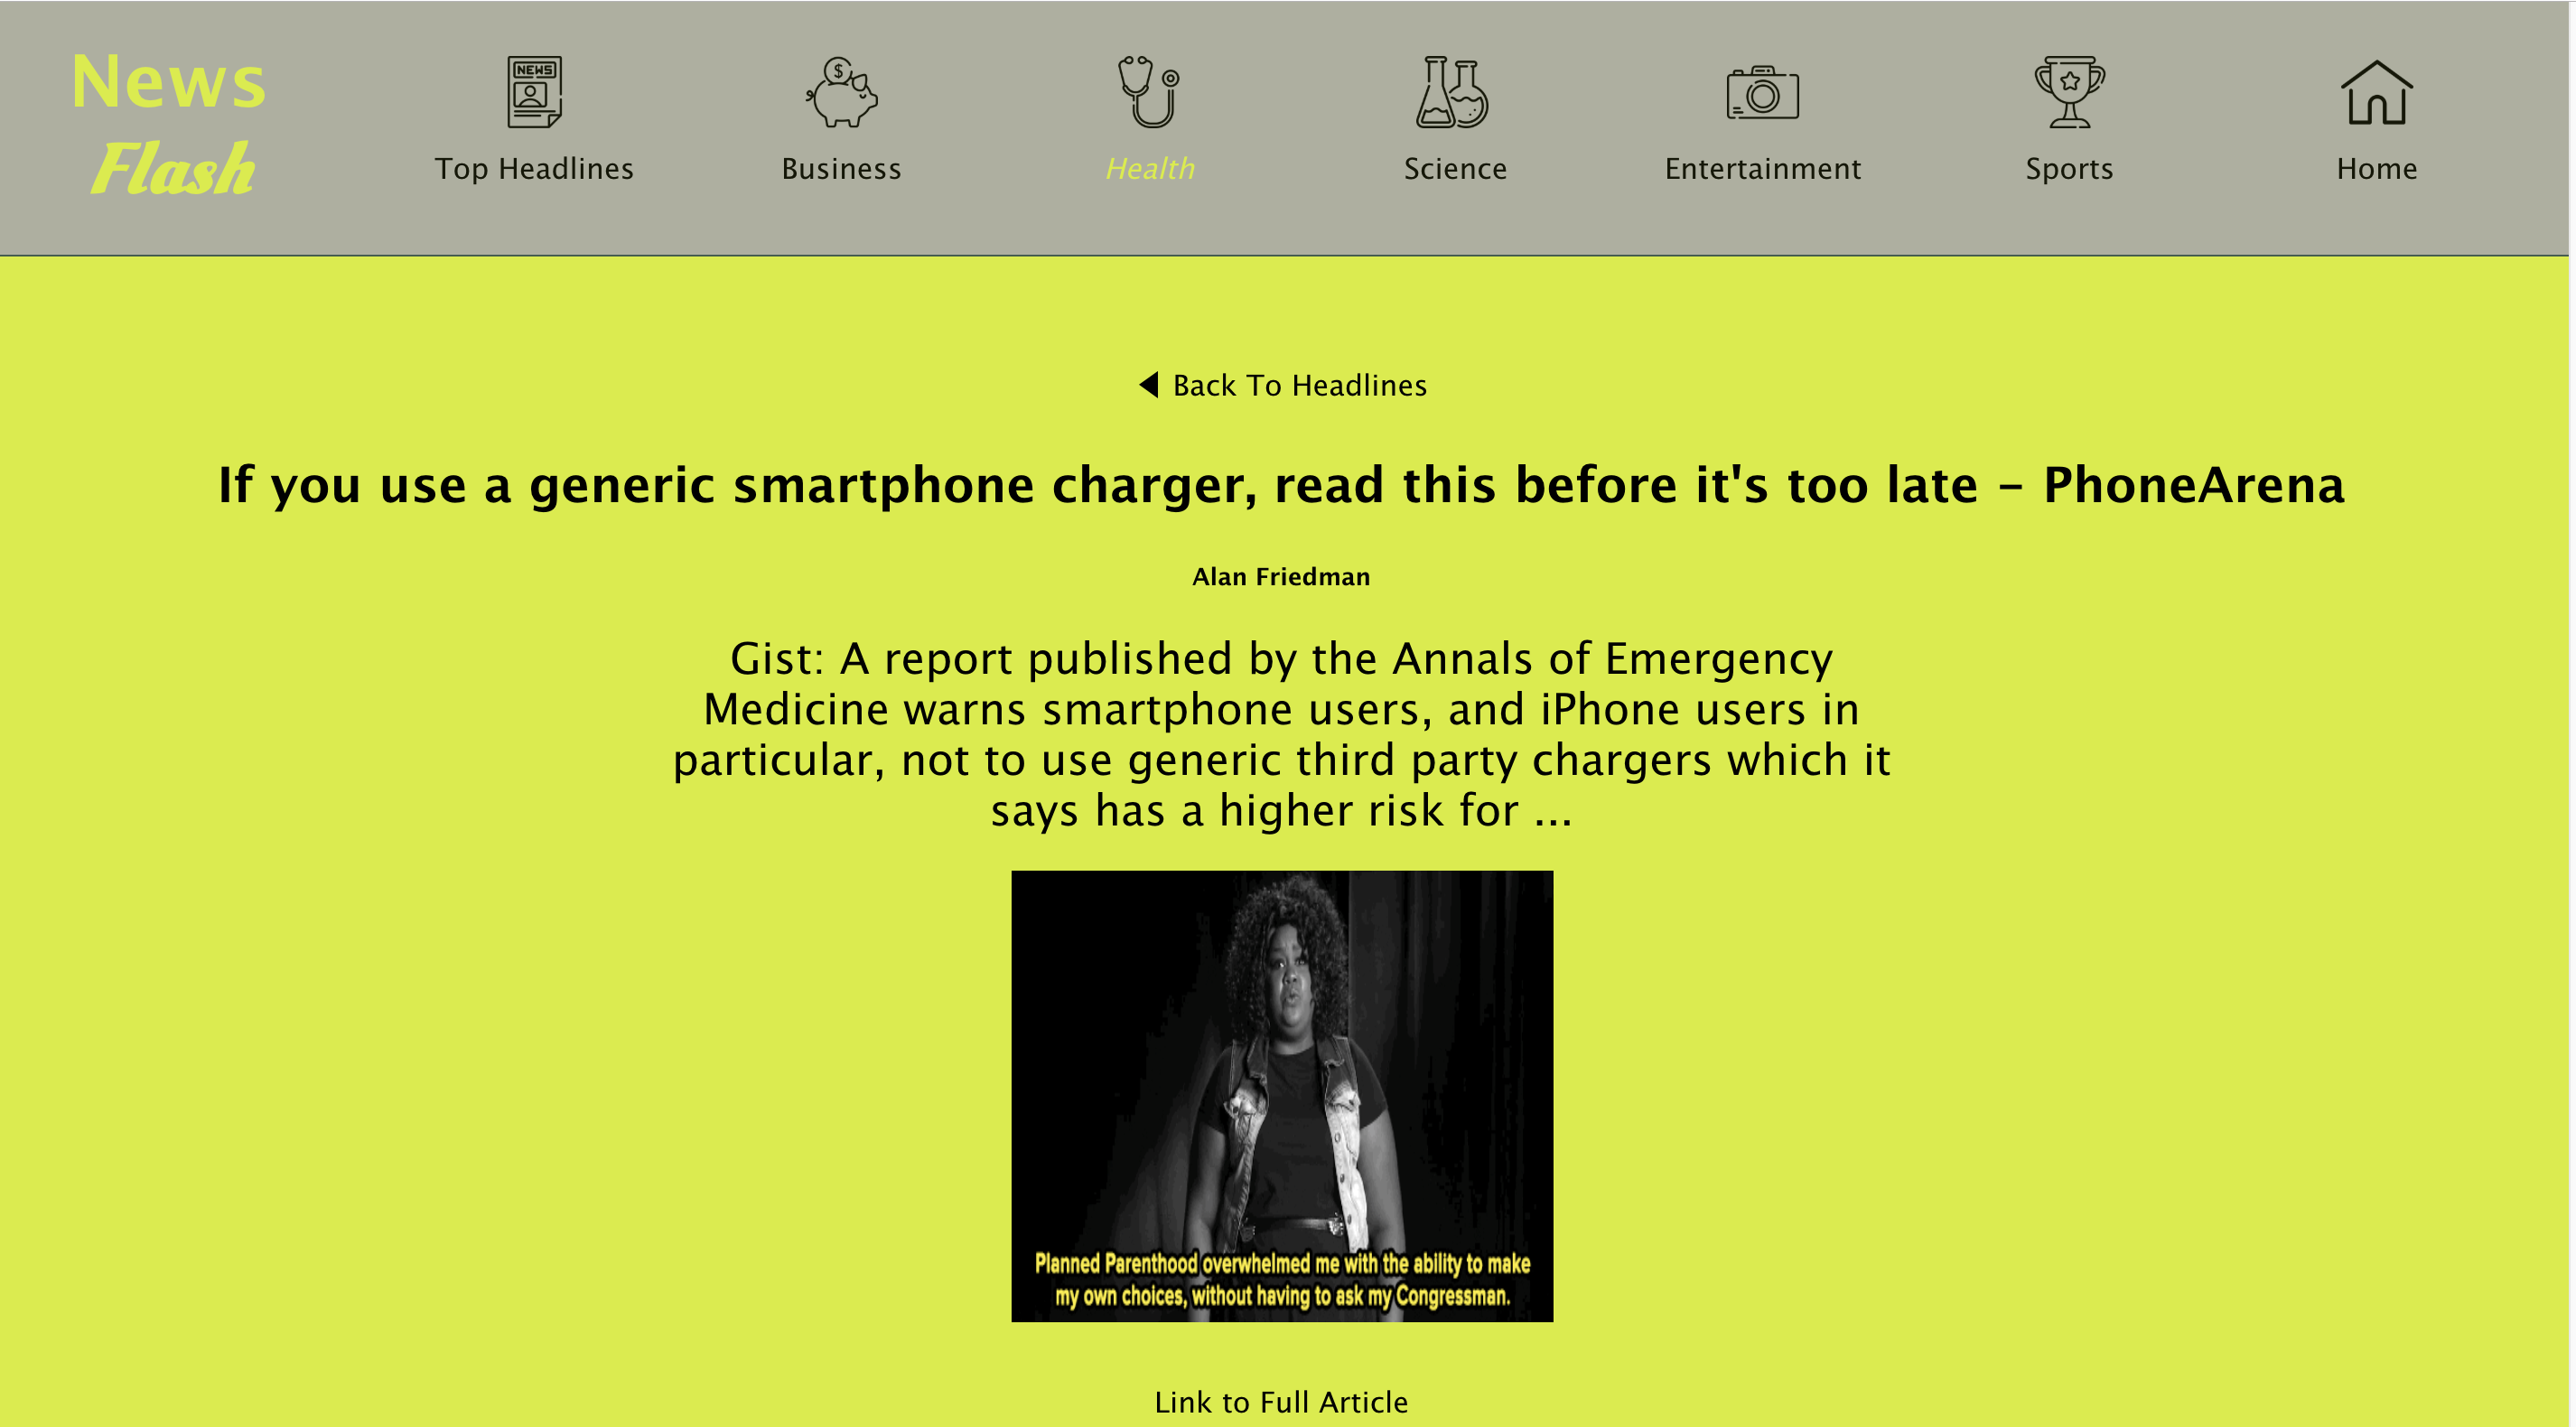 News
Flash
NEWS
$
Top Headlines
Business
Health
Science
Entertainment
Sports
Home
Back To Headlines
If you use a generic smartphone charger, read this before it's too late - PhoneArena
Alan Friedman
Gist: A report published by the Annals of Emergency
Medicine warns smartphone users, and iPhone users in
particular, not to use generic third party chargers which it
says has a higher risk for ...
Planned Parenthood overwhelmed me with the ability to make
my own choices, without having to ask my Congressman.
Link to Full Article